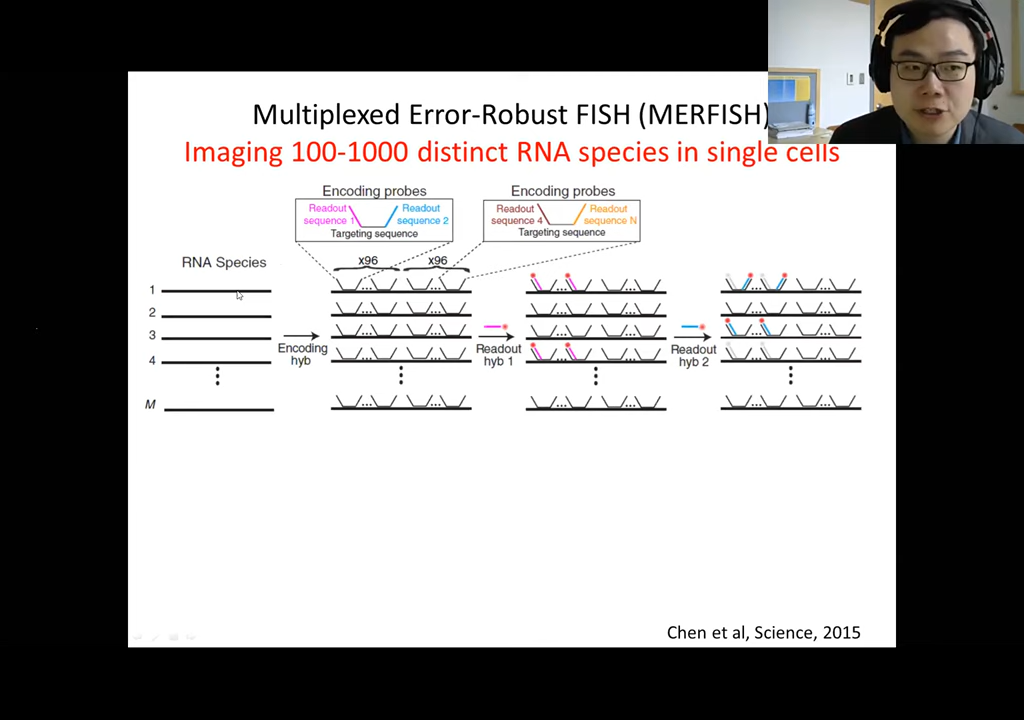 Multiplexed Error-Robust FISH (MERFISH)
Imaging 100-1000 distinct RNA species in single cells
Encoding probes
Readout sequence 1
Readout sequence 2
Targeting sequence
Encoding probes
Readout sequence 4
Readout sequence N
Targeting sequence
RNA Species
x96
x96
1
2
3
4
M
Encoding hyb
Readout hyb 1
Readout hyb 2
Chen et al, Science, 2015